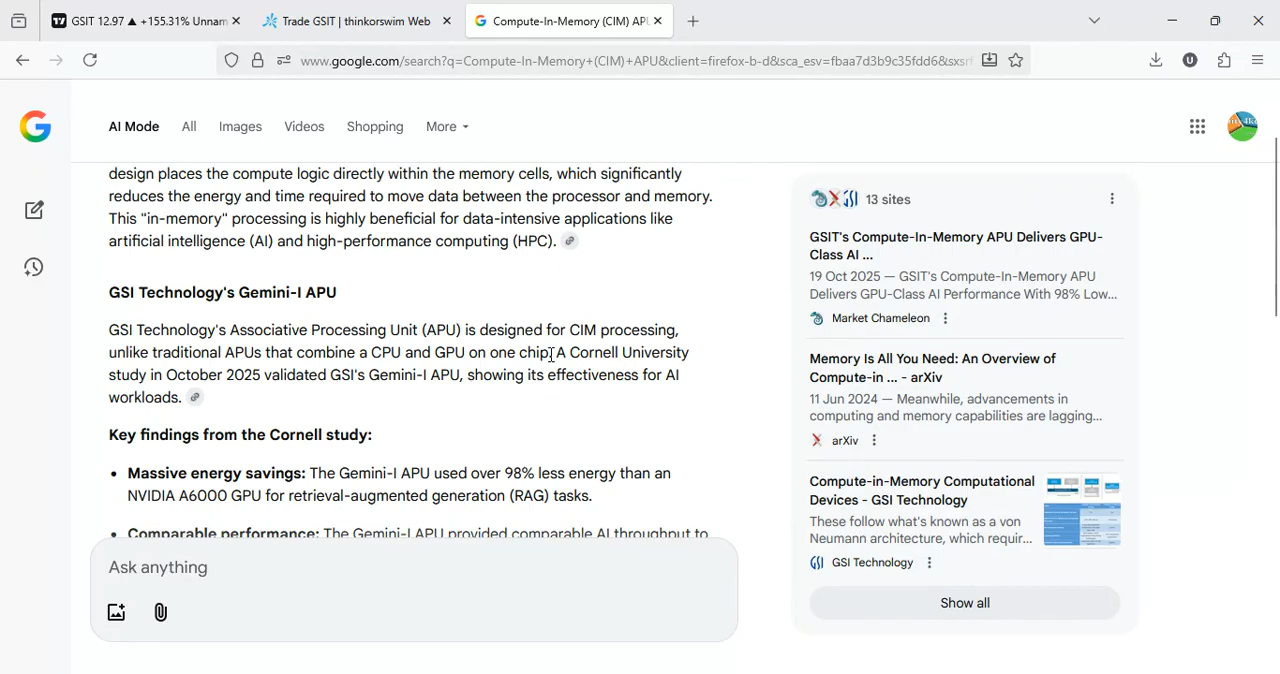 GSIT 12.97 ▲ +155.31% Unnam
Trade GSIT | thinkorswim Web
Compute-In-Memory (CIM) AP
www.google.com/search?q=Compute-In-Memory+(CIM)+APU&client=firefox-b-d&sca_esv=fbaa7d3b9c35fdd6&sxsr
AI Mode
All
Images
Videos
Shopping
More
design places the compute logic directly within the memory cells, which significantly
reduces the energy and time required to move data between the processor and memory.
This "in-memory" processing is highly beneficial for data-intensive applications like
artificial intelligence (AI) and high-performance computing (HPC).
GSI Technology's Gemini-I APU
GSI Technology's Associative Processing Unit (APU) is designed for CIM processing,
unlike traditional APUs that combine a CPU and GPU on one chip. A Cornell University
study in October 2025 validated GSI's Gemini-I APU, showing its effectiveness for AI
workloads.
Key findings from the Cornell study:
• Massive energy savings: The Gemini-I APU used over 98% less energy than an
NVIDIA A6000 GPU for retrieval-augmented generation (RAG) tasks.
• Comparable performance: The Gemini-I APU provided comparable AI throughput to
Ask anything
13 sites
GSIT's Compute-In-Memory APU Delivers GPU-
Class AI ...
19 Oct 2025 — GSIT's Compute-In-Memory APU
Delivers GPU-Class AI Performance With 98% Low...
Market Chameleon
Memory Is All You Need: An Overview of
Compute-in ... - arXiv
11 Jun 2024 — Meanwhile, advancements in
computing and memory capabilities are lagging...
arXiv
Compute-in-Memory Computational
Devices - GSI Technology
These follow what's known as a von
Neumann architecture, which requir...
GSI Technology
Show all